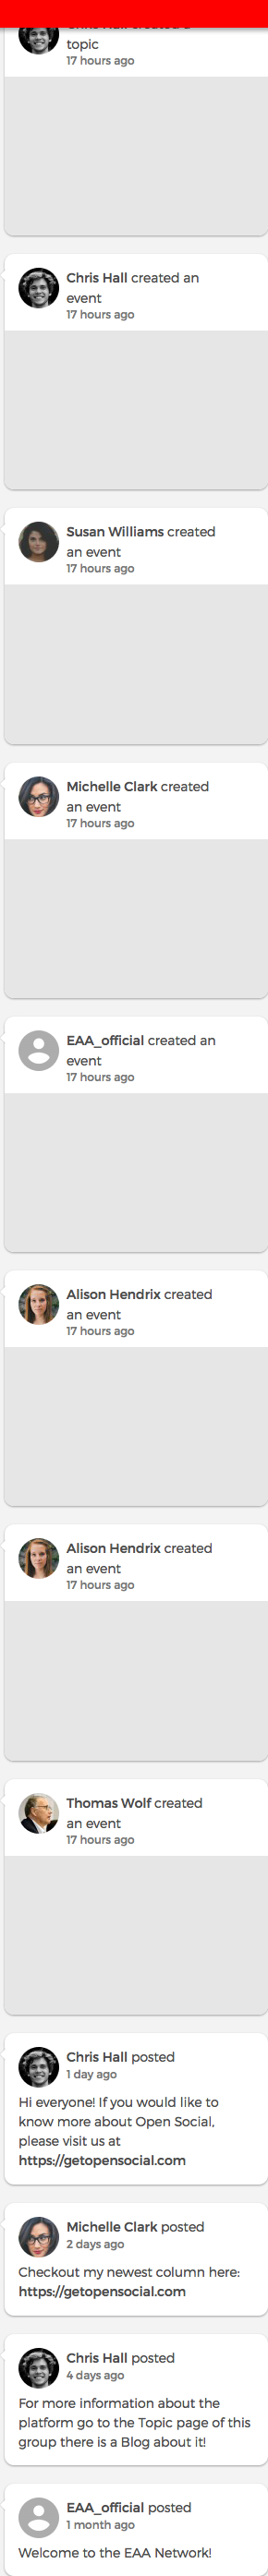 topic
17 hours ago
Chris Hall created an
event
17 hours ago
Susan Williams created
an event
17 hours ago
Michelle Clark created
an event
17 hours ago
EAA_official created an
event
17 hours ago
Alison Hendrix created
an event
17 hours ago
Alison Hendrix created
an event
17 hours ago
Thomas Wolf created
an event
17 hours ago
Chris Hall posted
1 day ago
Hi everyone! If you would like to
know more about Open Social,
please visit us at
https://getopensocial.com
Michelle Clark posted
2 days ago
Checkout my newest column here:
https://getopensocial.com
Chris Hall posted
4 days ago
For more information about the
platform go to the Topic page of this
group there is a Blog about it!
EAA_official posted
1 month ago
Welcome to the EAA Network!